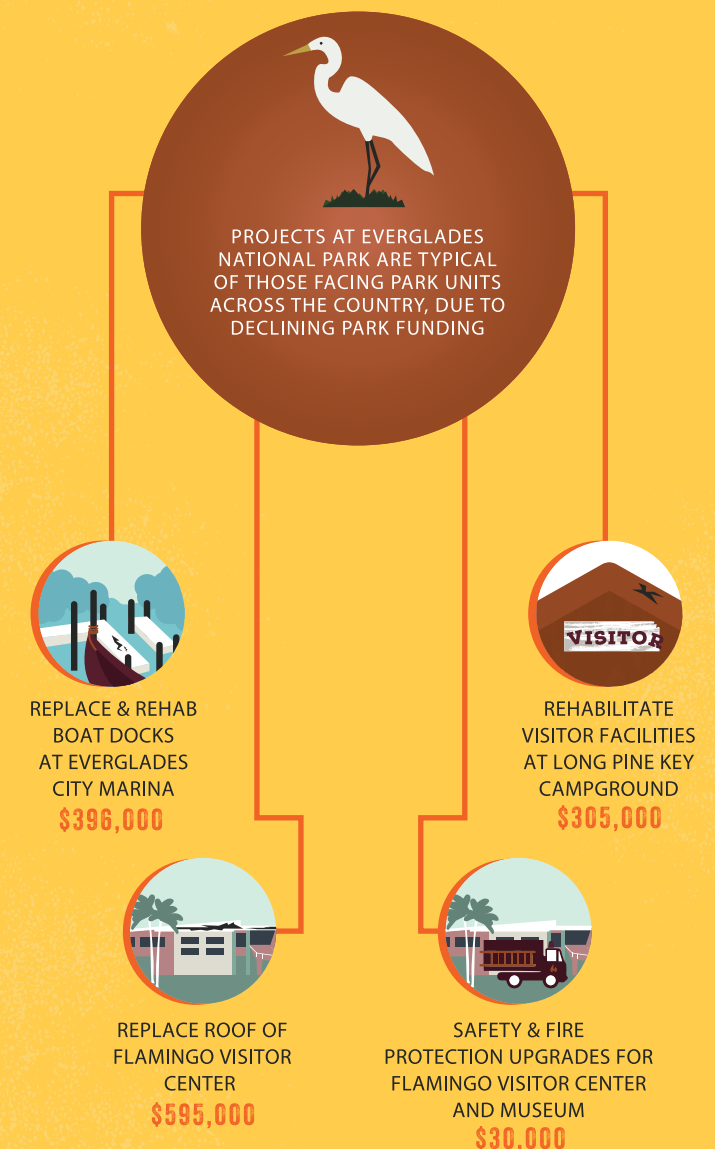 PROJECTS AT EVERGLADES
NATIONAL PARK ARE TYPICAL
OF THOSE FACING PARK UNITS
ACROSS THE COUNTRY, DUE TO
DECLINING PARK FUNDING
REPLACE & REHAB
BOAT DOCKS
AT EVERGLADES
CITY MARINA
$396,000
VISITOR
REHABILITATE
VISITOR FACILITIES
AT LONG PINE KEY
CAMPGROUND
$305,000
REPLACE ROOF OF
FLAMINGO VISITOR
CENTER
$595,000
SAFETY & FIRE
PROTECTION UPGRADES FOR
FLAMINGO VISITOR CENTER
AND MUSEUM
$30,000